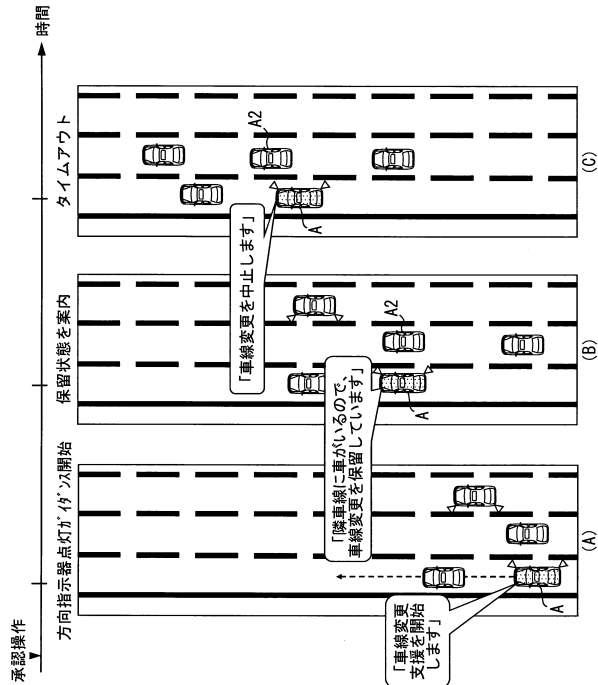 承認操作
時間
方向指示器点灯ガイダンス開始
保留状態を案内
タイムアウト
「車線変更
支援を開始
します」
A
(A)
「隣車線に車がいるので、
車線変更を保留しています」
A2
A
(B)
「車線変更を中止します」
A2
A
(C)